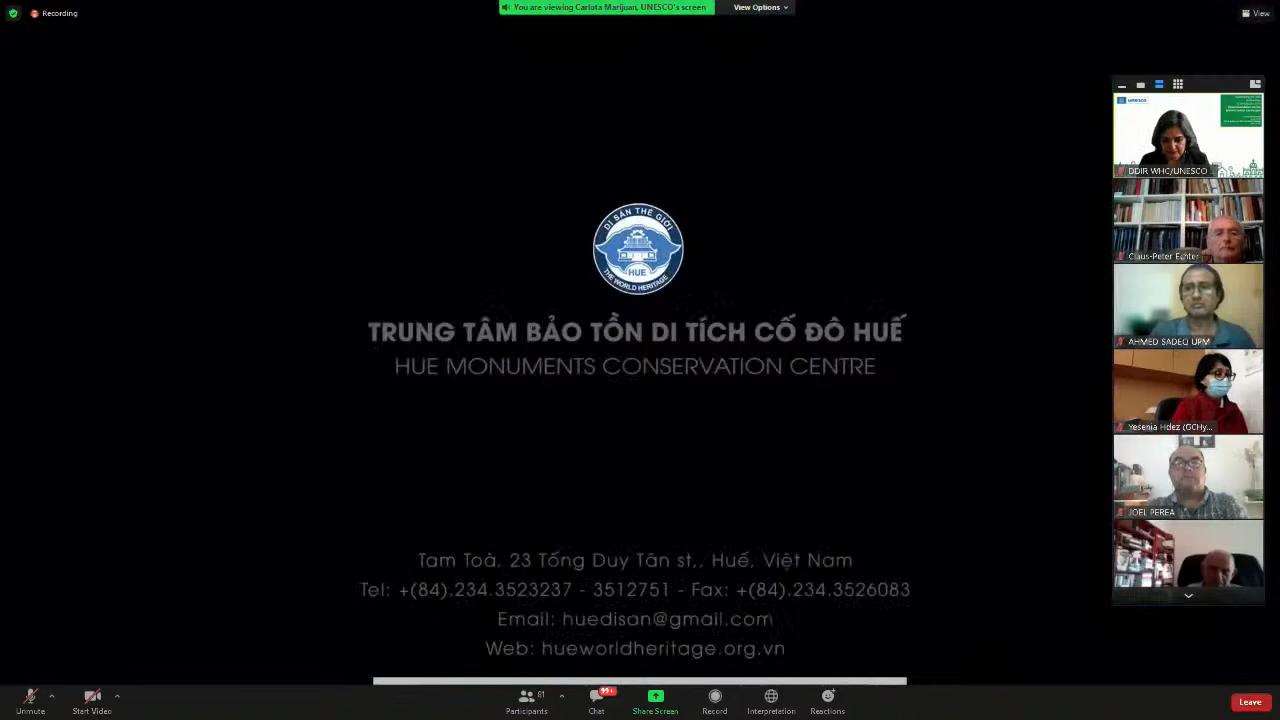 Recording
You are viewing Carlota Marijuan, UNESCO's screen
View Options
View
unesco
DDIR WHC/UNESCO...
Claus-Peter Echter
AHMED SADEQ UPM
Yesenia Hdez (GCHy...
JOEL PEREA
DI SẢN THẾ GIỚI
HUE
THE WORLD HERITAGE
TRUNG TÂM BẢO TỒN DI TÍCH CỐ ĐÔ HUẾ
HUE MONUMENTS CONSERVATION CENTRE
Tam Toà. 23 Tống Duy Tân st,, Huế, Việt Nam
Tel: +(84).234.3523237 - 3512751 - Fax: +(84).234.3526083
Email: huedisan@gmail.com
Web: hueworldheritage.org.vn
Unmute
Start Video
81
Participants
99+
Chat
Share Screen
Record
Interpretation
Reactions
Leave